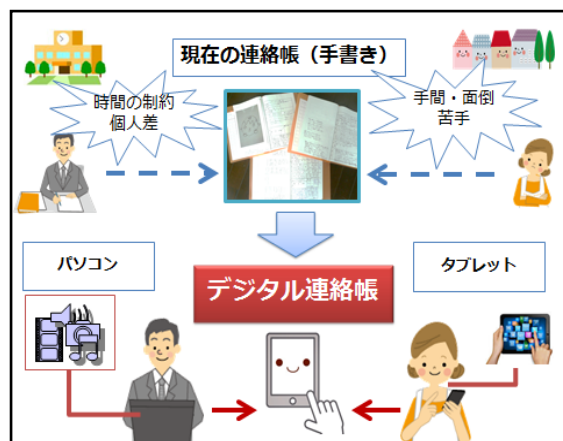 現在の連絡帳（手書き）
時間の制約
個人差
手間・面倒
苦手
パソコン
タブレット
デジタル連絡帳